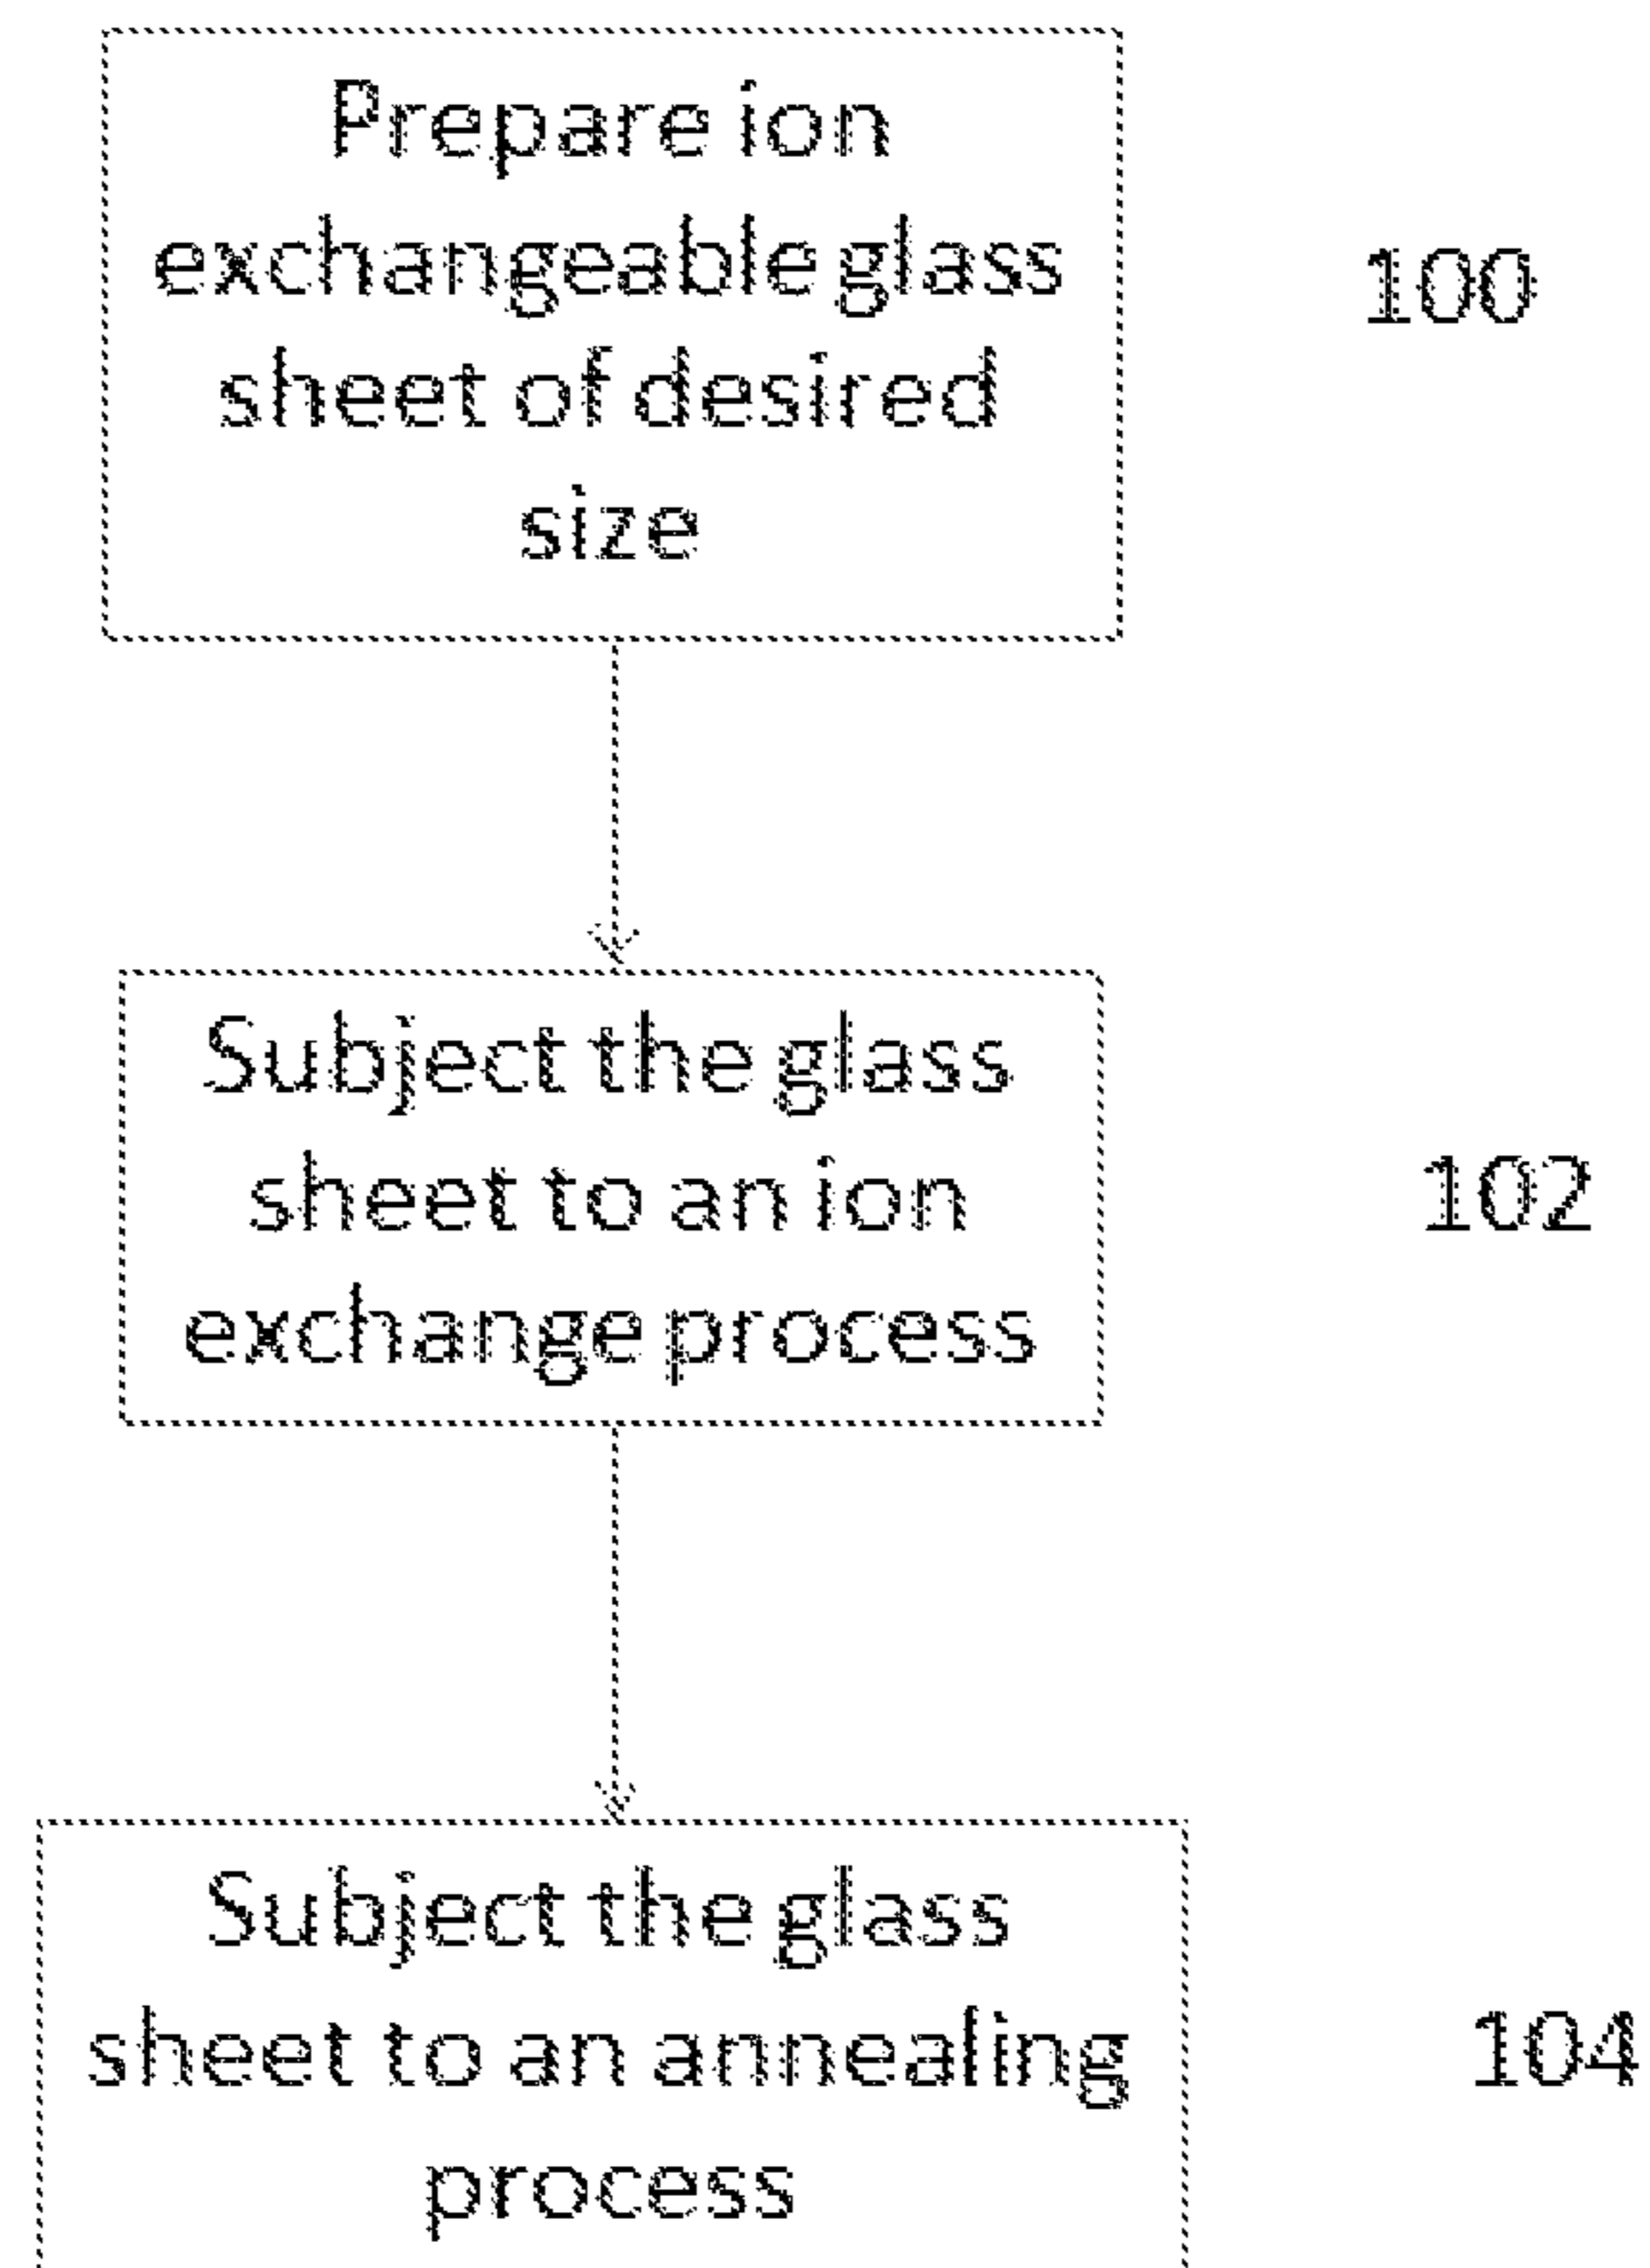 Prepare ion
exchangeable glass
sheet of desired
size
100
Subject the glass
sheet to an ion
exchange process
102
Subject the glass
sheet to an annealing
process
104